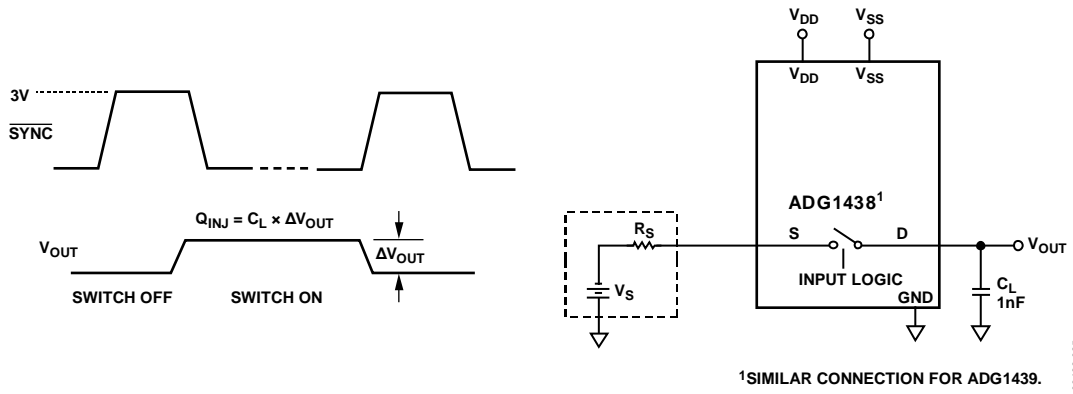 3V
SYNC
Q_INJ = C_L × ΔV_OUT
V_OUT
ΔV_OUT
SWITCH OFF
SWITCH ON
V_DD
V_SS
V_DD
V_SS
ADG1438¹
R_S
S
D
V_OUT
INPUT LOGIC
V_S
GND
C_L
1nF
¹SIMILAR CONNECTION FOR ADG1439.